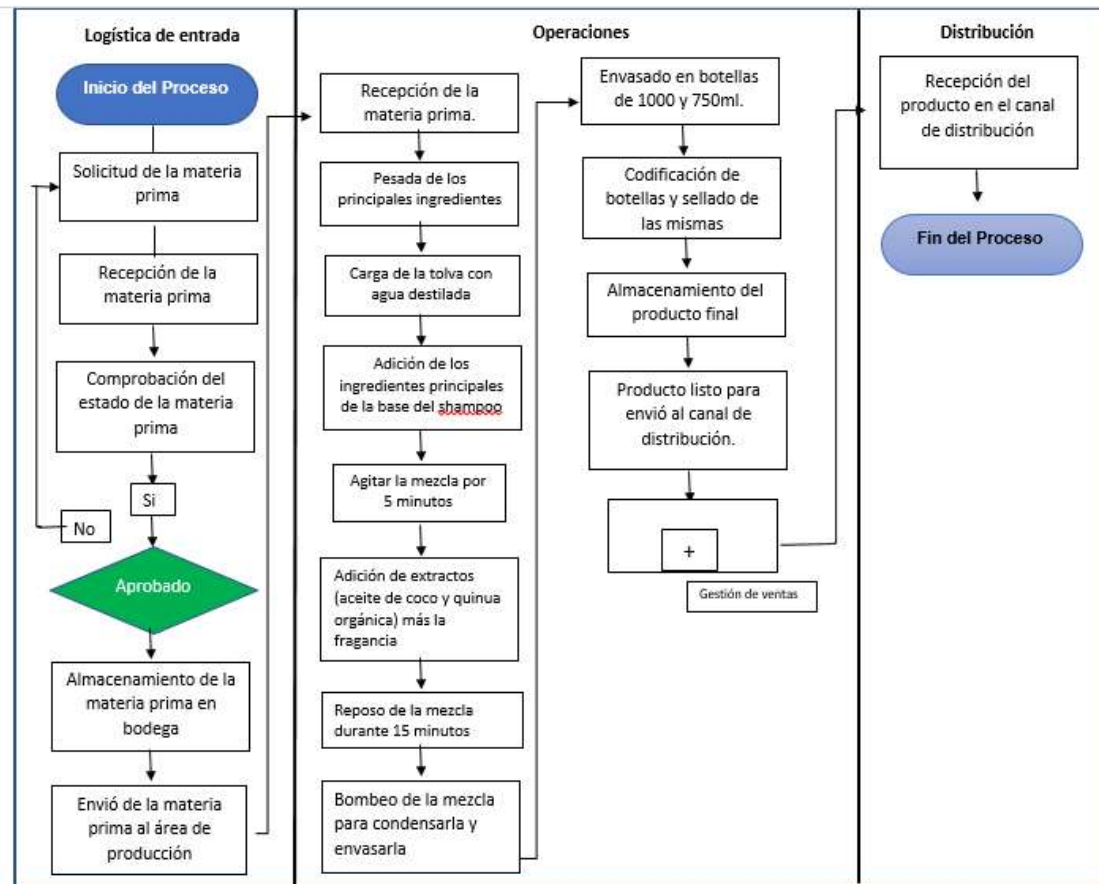 Logística de entrada
Inicio del Proceso
Solicitud de la materia
prima
Recepción de la
materia prima
Comprobación del
estado de la materia
prima
Si
No
Aprobado
Almacenamiento de la
materia prima en
bodega
Envió de la materia
prima al área de
producción
Operaciones
Recepción de la
materia prima.
Pesada de los
principales ingredientes
Carga de la tolva con
agua destilada
Adición de los
ingredientes principales
de la base del shampoo
Agitar la mezcla por
5 minutos
Adición de extractos
(aceite de coco y quinua
orgánica) más la
fragancia
Reposo de la mezcla
durante 15 minutos
Bombeo de la mezcla
para condensarla y
envasarla
Envasado en botellas
de 1000 y 750ml.
Codificación de
botellas y sellado de
las mismas
Almacenamiento del
producto final
Producto listo para
envió al canal de
distribución.
+
Gestión de ventas
Distribución
Recepción del
producto en el canal
de distribución
Fin del Proceso